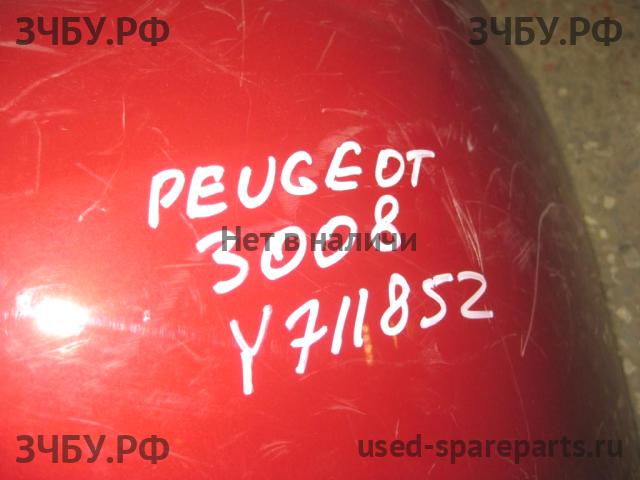 ЗЧБУ.РФ ЗЧБУ.РФ
PEUGEOT
3008
Нет в наличи
Y711852
ЗЧБУ.РФ used-spareparts.ru